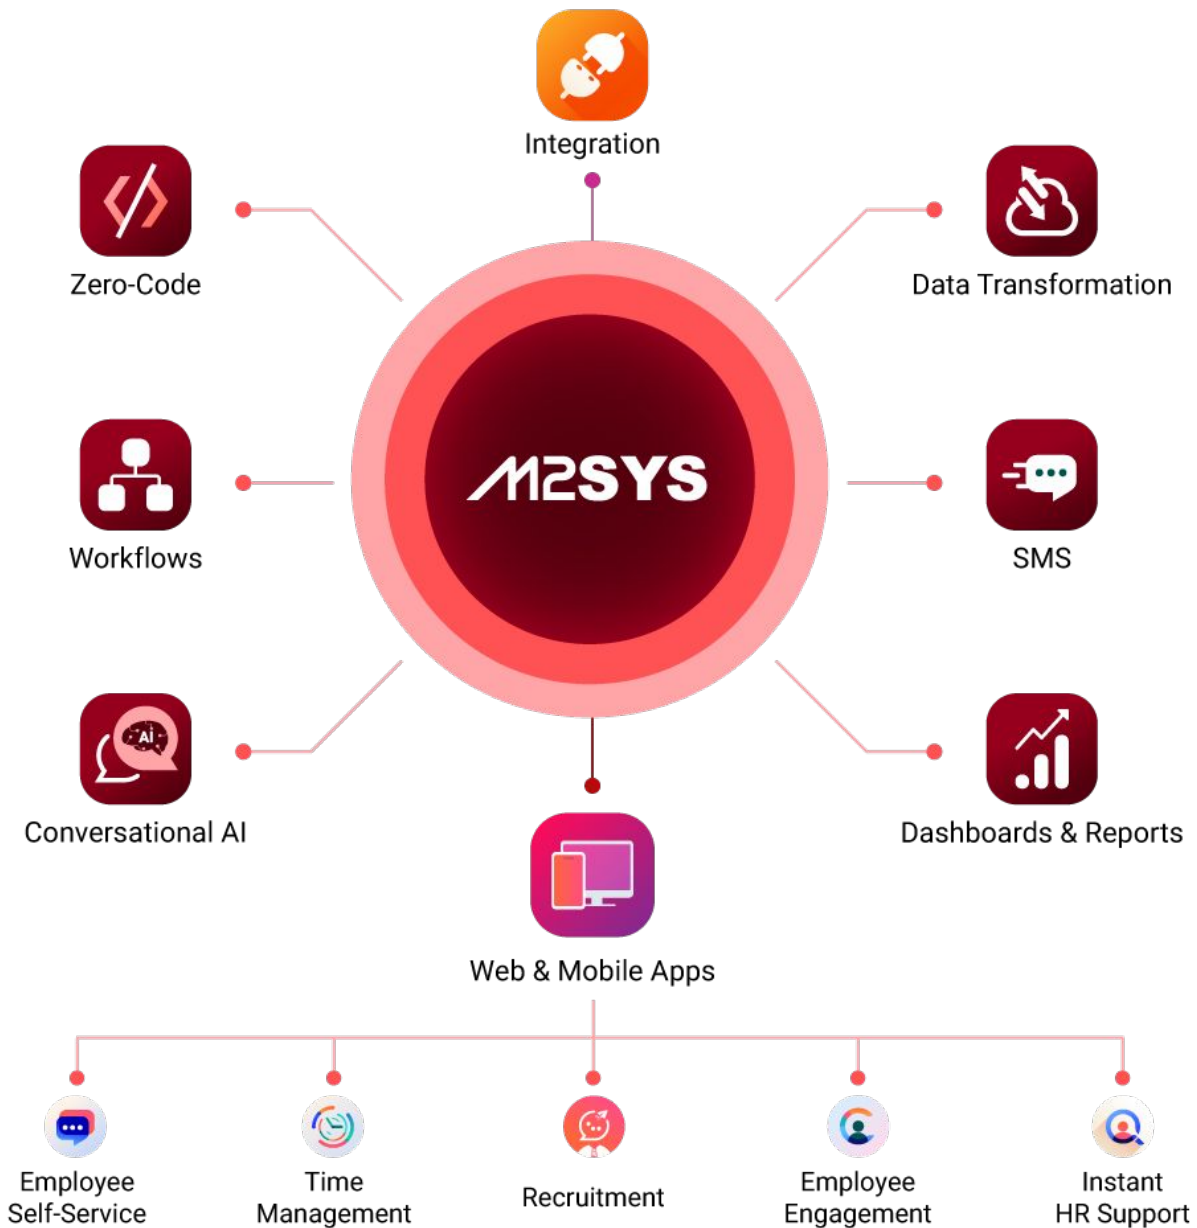 Integration
Zero-Code
Data Transformation
M2SYS
Workflows
SMS
AI
Conversational AI
Dashboards & Reports
Web & Mobile Apps
Employee
Self-Service
Time
Management
Recruitment
Employee
Engagement
Instant
HR Support